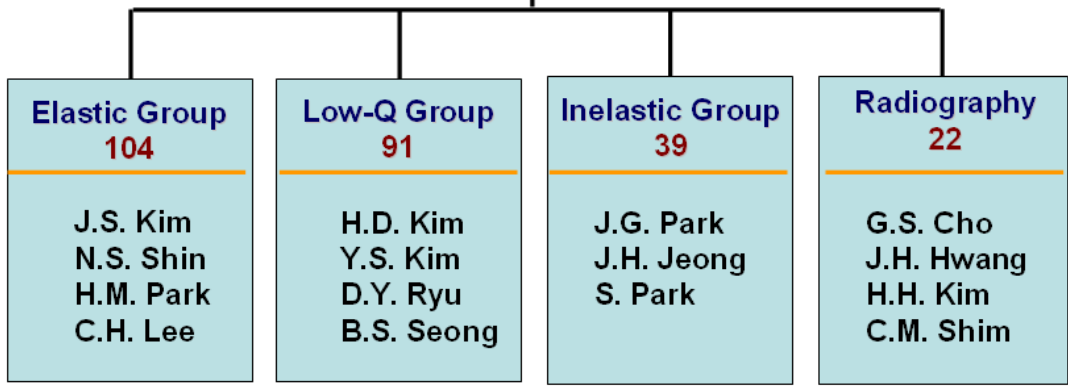 Elastic Group
104
J.S. Kim
N.S. Shin
H.M. Park
C.H. Lee
Low-Q Group
91
H.D. Kim
Y.S. Kim
D.Y. Ryu
B.S. Seong
Inelastic Group
39
J.G. Park
J.H. Jeong
S. Park
Radiography
22
G.S. Cho
J.H. Hwang
H.H. Kim
C.M. Shim